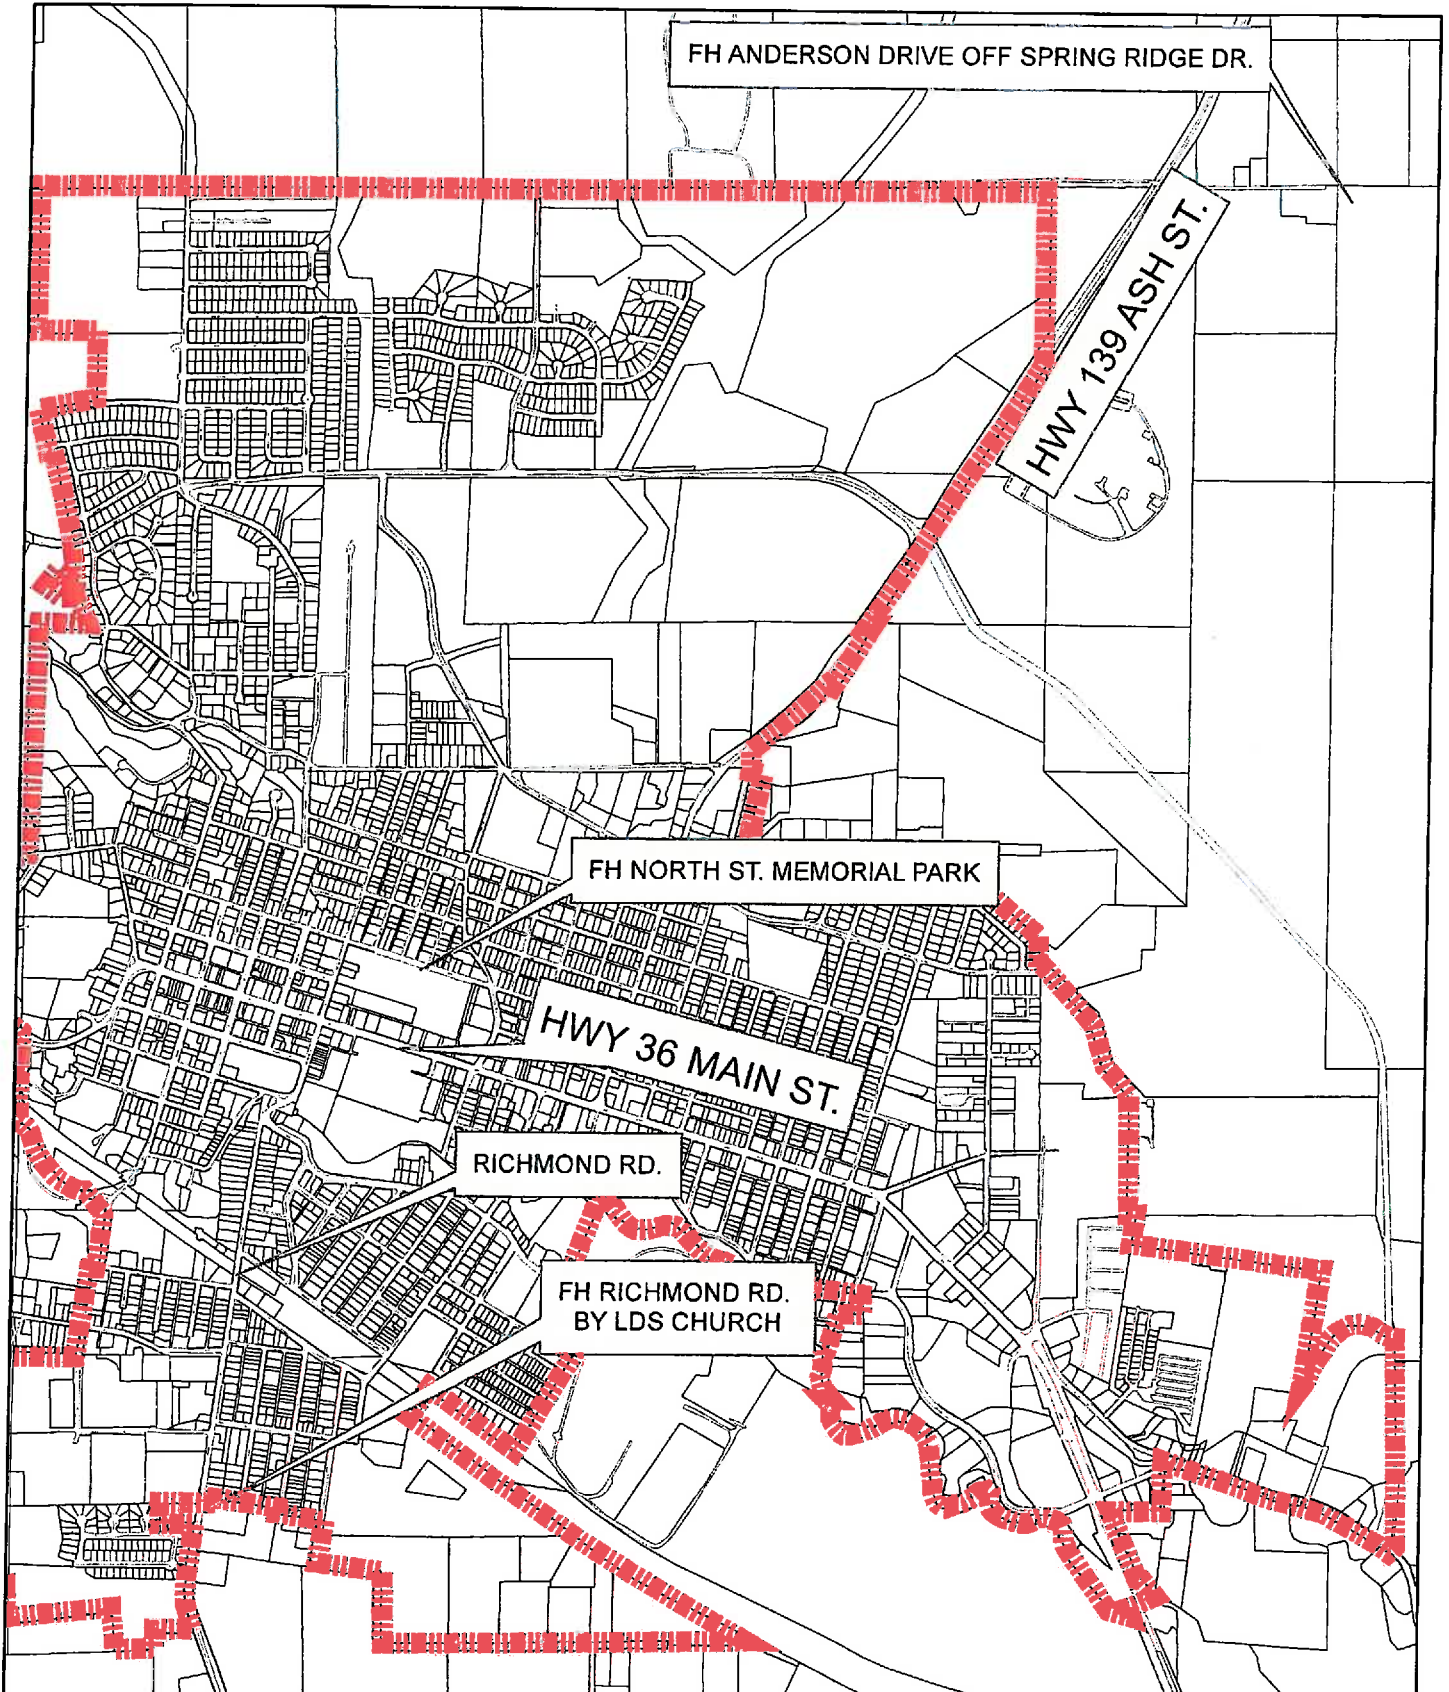 FH ANDERSON DRIVE OFF SPRING RIDGE DR.
HWY 139 ASH ST.
FH NORTH ST. MEMORIAL PARK
HWY 36 MAIN ST.
RICHMOND RD.
FH RICHMOND RD.
BY LDS CHURCH